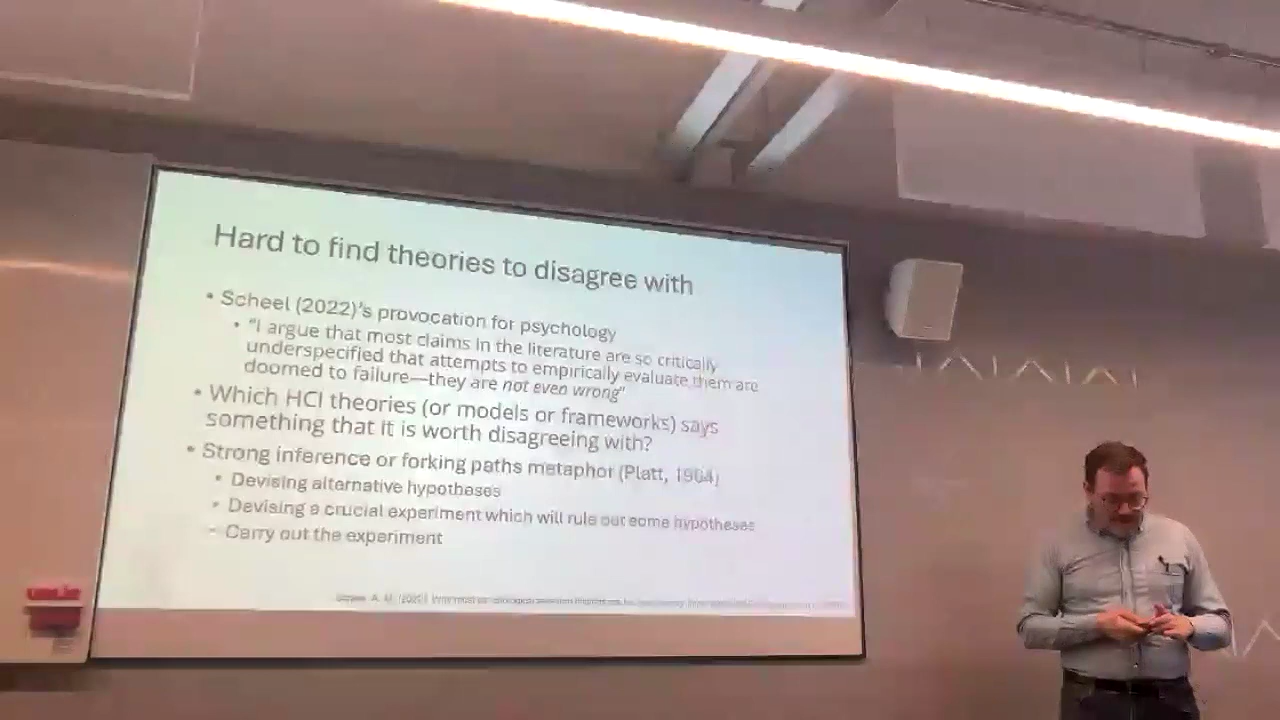 Hard to find theories to disagree with
• Scheel (2022)'s provocation for psychology
• "I argue that most claims in the literature are so critically
underspecified that attempts to empirically evaluate them are
doomed to failure—they are not even wrong"
• Which HCI theories (or models or frameworks) says
something that it is worth disagreeing with?
• Strong inference or forking paths metaphor (Platt, 1964)
• Devising alternative hypotheses
• Devising a crucial experiment which will rule out some hypotheses
• Carry out the experiment
Scheel, A. M. (2022)